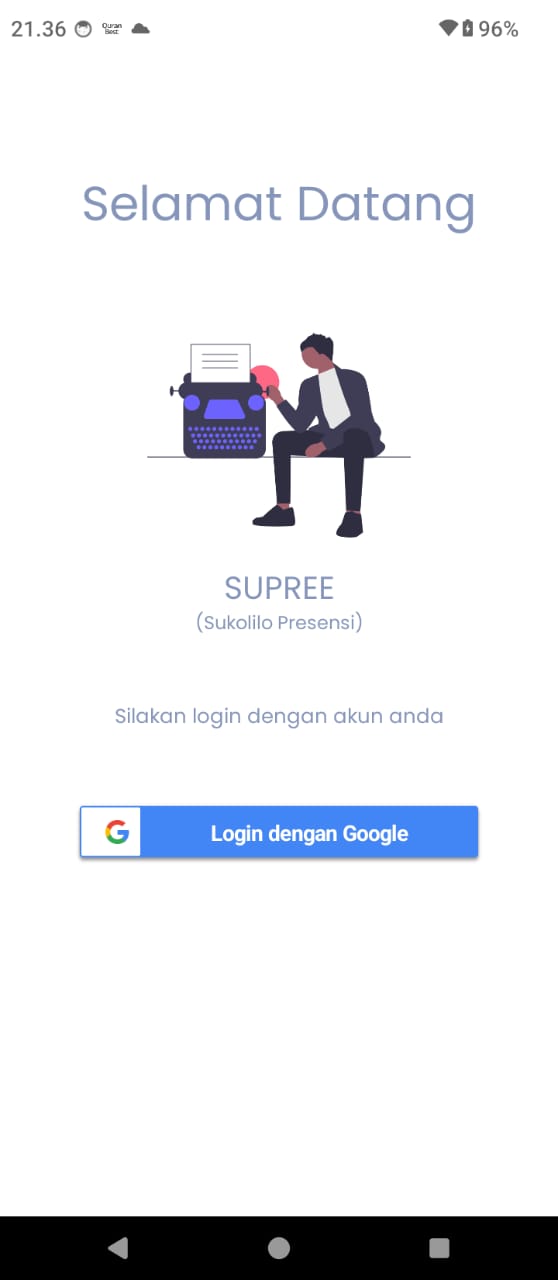 21.36 Quran Best 96%
Selamat Datang
SUPREE
(Sukolilo Presensi)
Silakan login dengan akun anda
G Login dengan Google